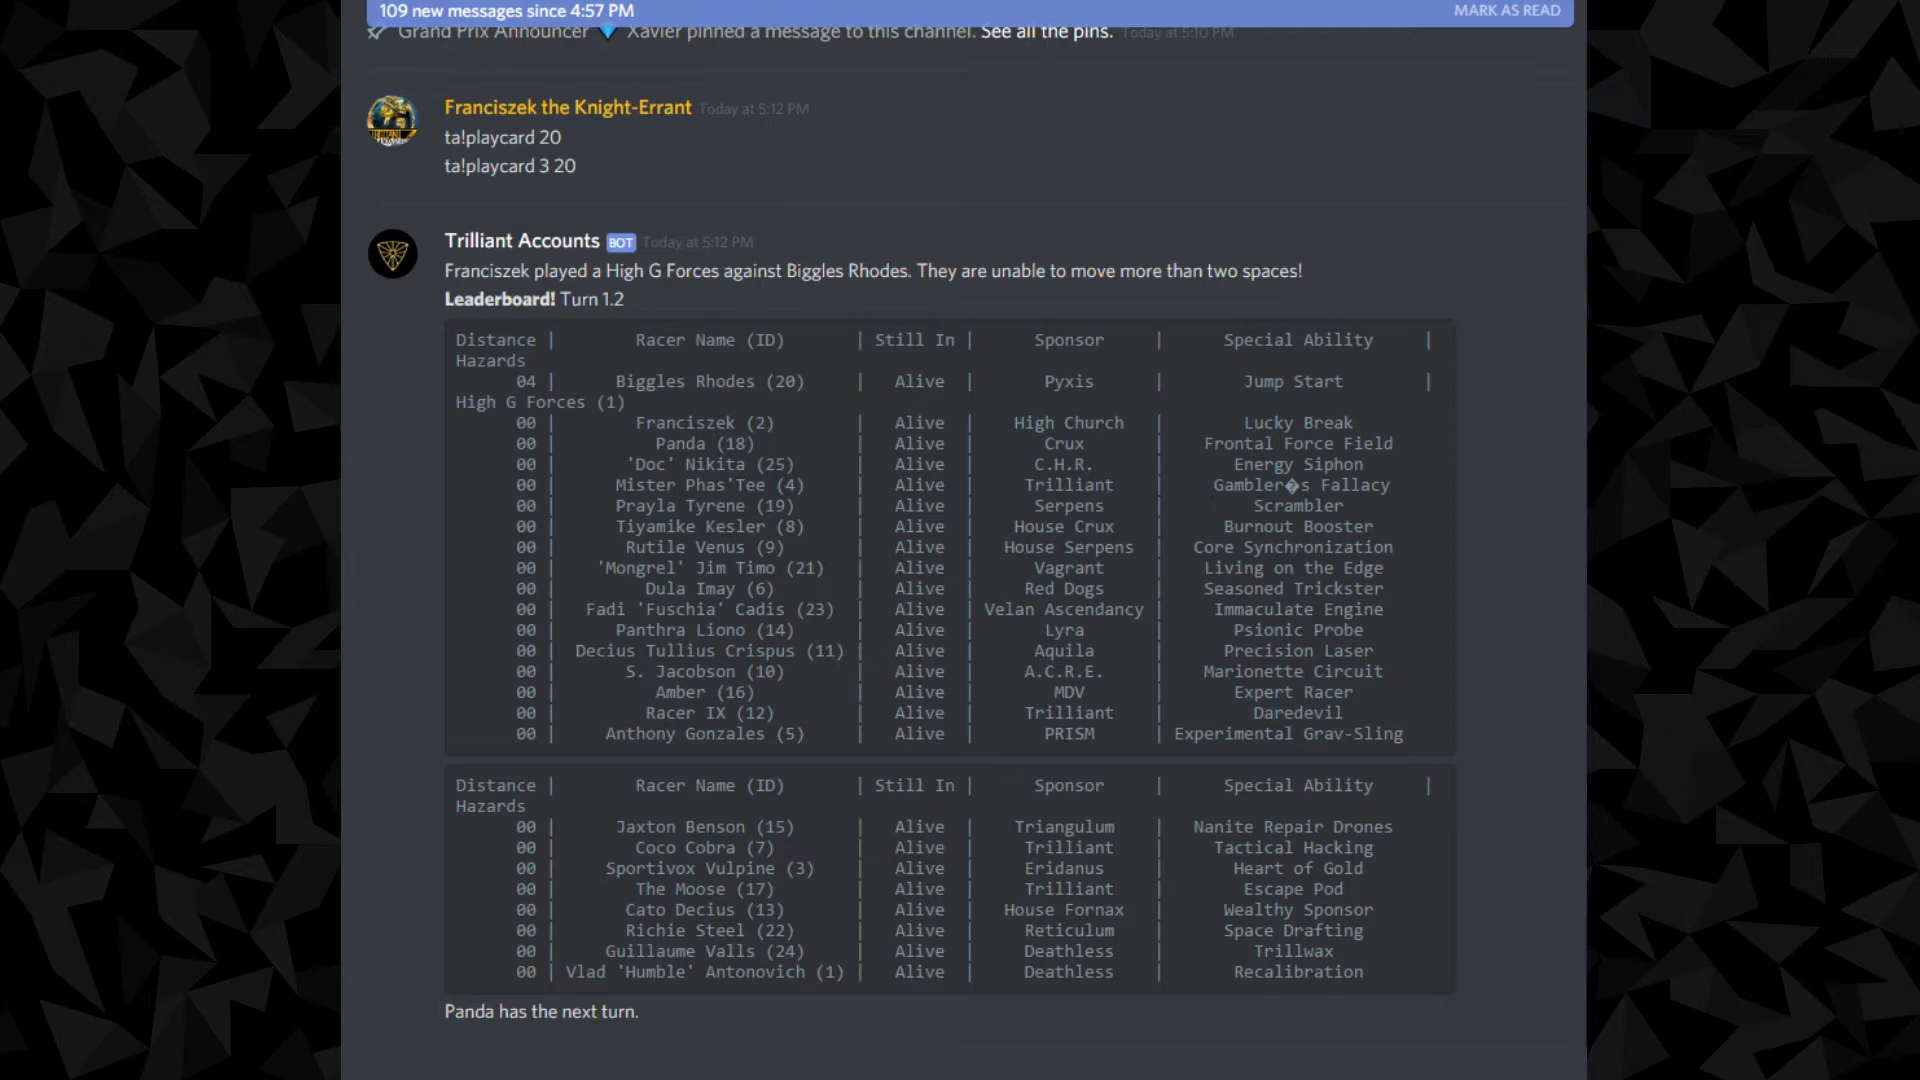 109 new messages since 4:57 PM MARK AS READ
Grand Prix Announcer Xavier pinned a message to this channel. See all the pins. Today at 5:10 PM
Franciszek the Knight-Errant Today at 5:12 PM
ta!playcard 20
ta!playcard 3 20
Trilliant Accounts BOT Today at 5:12 PM
Franciszek played a High G Forces against Biggles Rhodes. They are unable to move more than two spaces!
Leaderboard! Turn 1.2
Distance | Racer Name (ID) | Still In | Sponsor | Special Ability |
Hazards
04 | Biggles Rhodes (20) | Alive | Pyxis | Jump Start |
High G Forces (1)
00 | Franciszek (2) | Alive | High Church | Lucky Break
00 | Panda (18) | Alive | Crux | Frontal Force Field
00 | 'Doc' Nikita (25) | Alive | C.H.R. | Energy Siphon
00 | Mister Phas'Tee (4) | Alive | Trilliant | Gambler�s Fallacy
00 | Prayla Tyrene (19) | Alive | Serpens | Scrambler
00 | Tiyamike Kesler (8) | Alive | House Crux | Burnout Booster
00 | Rutile Venus (9) | Alive | House Serpens | Core Synchronization
00 | 'Mongrel' Jim Timo (21) | Alive | Vagrant | Living on the Edge
00 | Dula Imay (6) | Alive | Red Dogs | Seasoned Trickster
00 | Fadi 'Fuschia' Cadis (23) | Alive | Velan Ascendancy | Immaculate Engine
00 | Panthra Liono (14) | Alive | Lyra | Psionic Probe
00 | Decius Tullius Crispus (11) | Alive | Aquila | Precision Laser
00 | S. Jacobson (10) | Alive | A.C.R.E. | Marionette Circuit
00 | Amber (16) | Alive | MDV | Expert Racer
00 | Racer IX (12) | Alive | Trilliant | Daredevil
00 | Anthony Gonzales (5) | Alive | PRISM | Experimental Grav-Sling
Distance | Racer Name (ID) | Still In | Sponsor | Special Ability |
Hazards
00 | Jaxton Benson (15) | Alive | Triangulum | Nanite Repair Drones
00 | Coco Cobra (7) | Alive | Trilliant | Tactical Hacking
00 | Sportivox Vulpine (3) | Alive | Eridanus | Heart of Gold
00 | The Moose (17) | Alive | Trilliant | Escape Pod
00 | Cato Decius (13) | Alive | House Fornax | Wealthy Sponsor
00 | Richie Steel (22) | Alive | Reticulum | Space Drafting
00 | Guillaume Valls (24) | Alive | Deathless | Trillwax
00 | Vlad 'Humble' Antonovich (1) | Alive | Deathless | Recalibration
Panda has the next turn.